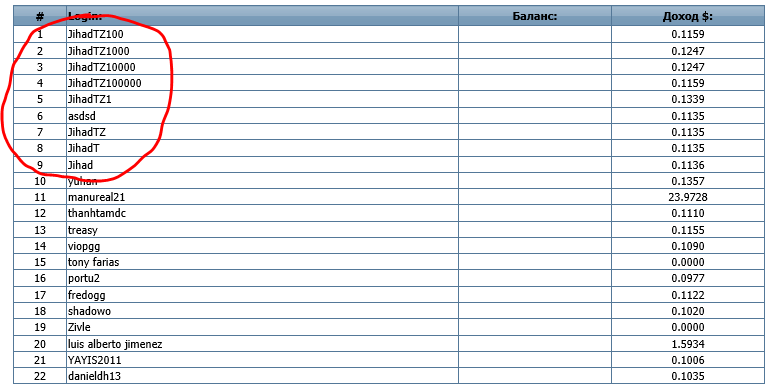 # Login: Баланс: Доход $:
1 JihadTZ100 0.1159
2 JihadTZ1000 0.1247
3 JihadTZ10000 0.1247
4 JihadTZ100000 0.1159
5 JihadTZ1 0.1339
6 asdsd 0.1135
7 JihadTZ 0.1135
8 JihadT 0.1135
9 Jihad 0.1136
10 yuhan 0.1357
11 manureal21 23.9728
12 thanhtamdc 0.1110
13 treasy 0.1155
14 viopgg 0.1090
15 tony farias 0.0000
16 portu2 0.0977
17 fredogg 0.1122
18 shadowo 0.1020
19 Zivle 0.0000
20 luis alberto jimenez 1.5934
21 YAYIS2011 0.1006
22 danieldh13 0.1035